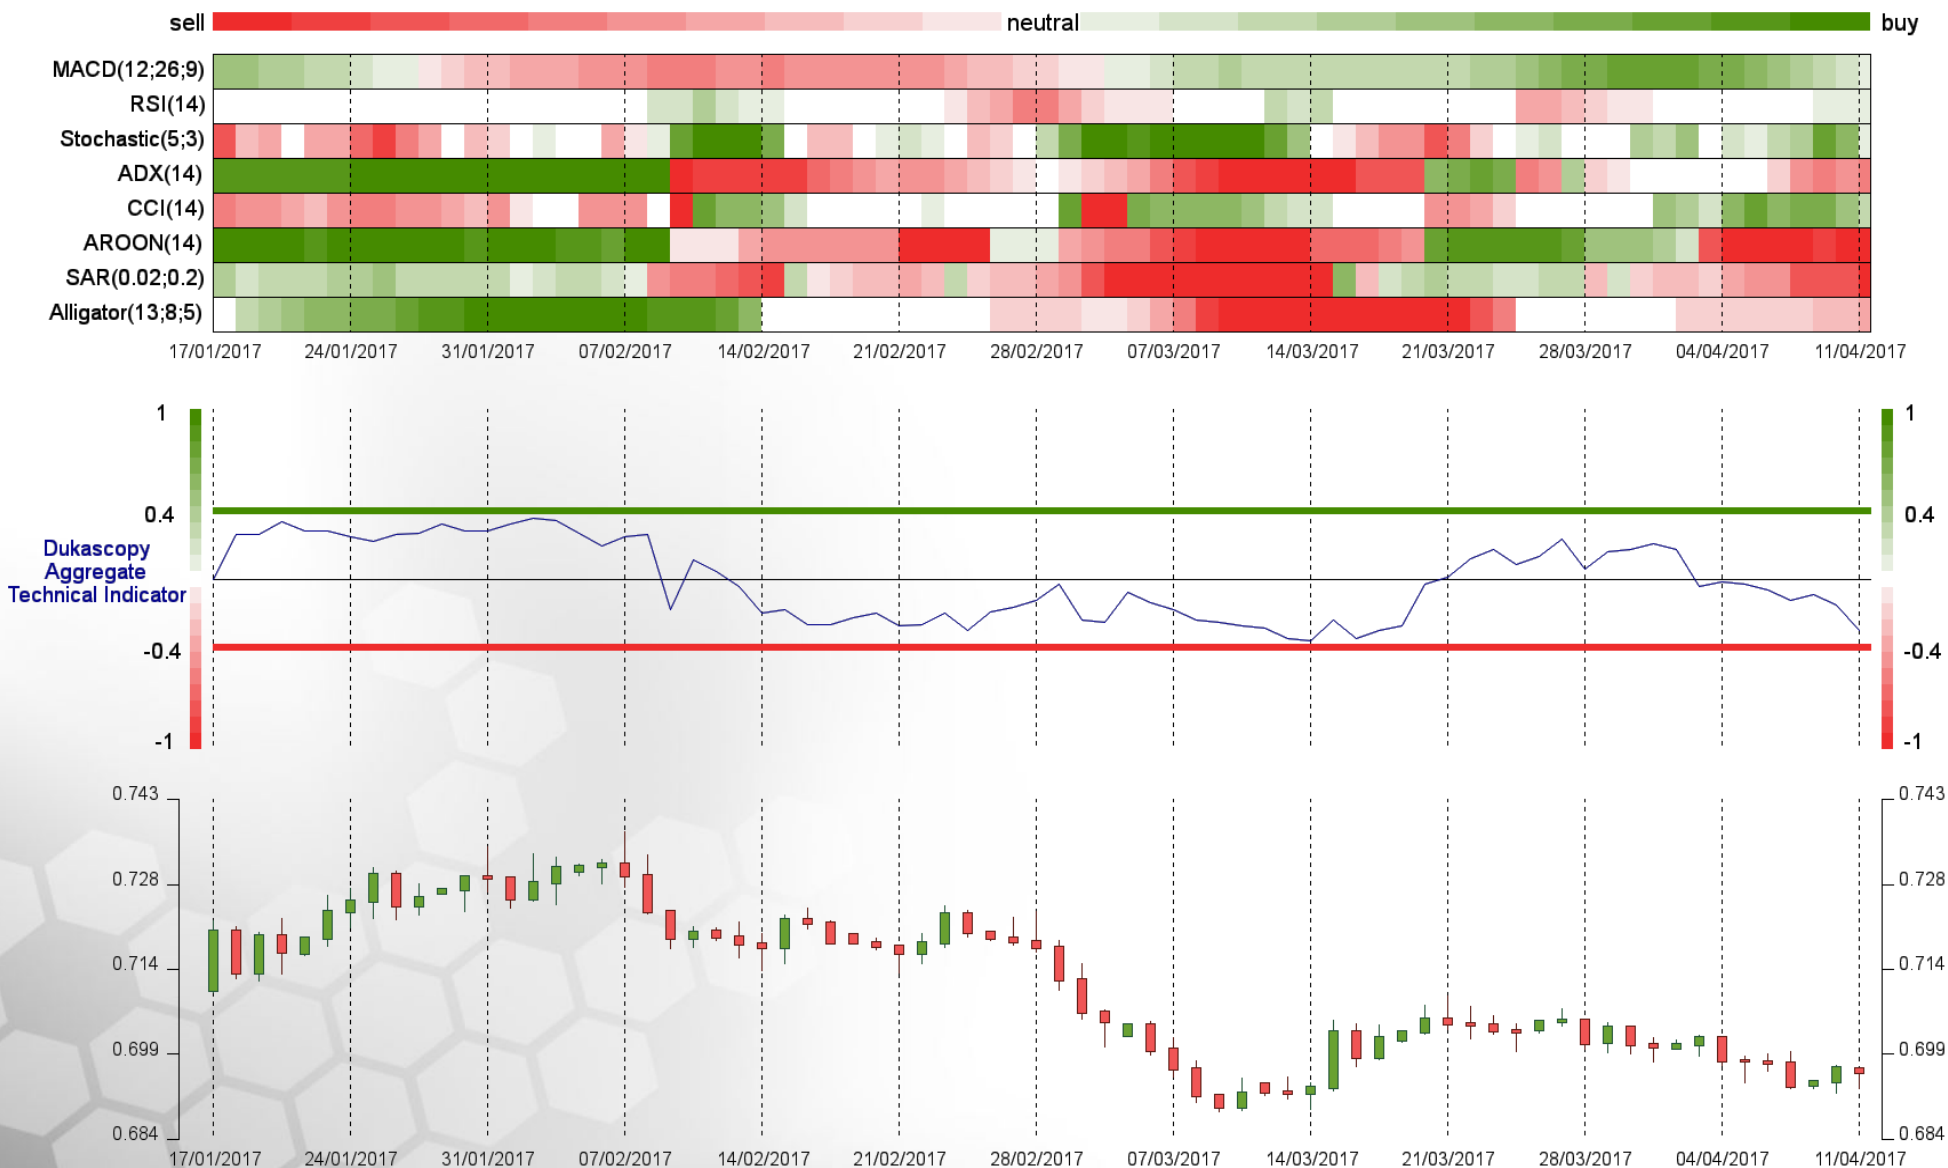 sell neutral buy
MACD(12;26;9)
RSI(14)
Stochastic(5;3)
ADX(14)
CCI(14)
AROON(14)
SAR(0.02;0.2)
Alligator(13;8;5)
17/01/2017 24/01/2017 31/01/2017 07/02/2017 14/02/2017 21/02/2017 28/02/2017 07/03/2017 14/03/2017 21/03/2017 28/03/2017 04/04/2017 11/04/2017
1 1
0.4 0.4
Dukascopy
Aggregate
Technical Indicator
-0.4 -0.4
-1 -1
0.743 0.743
0.728 0.728
0.714 0.714
0.699 0.699
0.684 0.684
17/01/2017 24/01/2017 31/01/2017 07/02/2017 14/02/2017 21/02/2017 28/02/2017 07/03/2017 14/03/2017 21/03/2017 28/03/2017 04/04/2017 11/04/2017